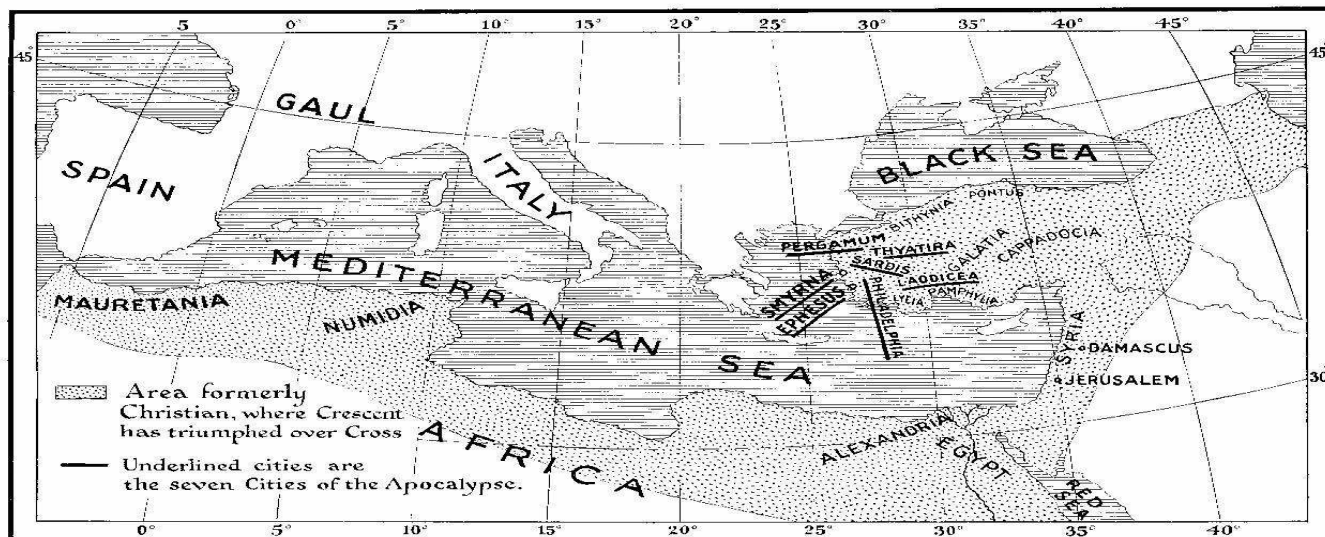 5° 0° 5° 10° 15° 20° 25° 30° 35° 40° 45°
45° 45
GAUL
SPAIN
ITALY
BLACK SEA
PONTUS
BITHYNIA
PERGAMUM
THYATIRA
GALATIA
CAPPADOCIA
SARDIS
LAODICEA
SMYRNA
EPHESUS
PHILADELPHIA
LYCIA
PAMPHYLIA
MEDITERRANEAN SEA
MAURETANIA
NUMIDIA
SYRIA
DAMASCUS
JERUSALEM
30
Area formerly
Christian, where Crescent
has triumphed over Cross
AFRICA
ALEXANDRIA
EGYPT
RED
SEA
Underlined cities are
the seven Cities of the Apocalypse.
0° 5° 10° 15° 20° 25° 30° 35° 40°